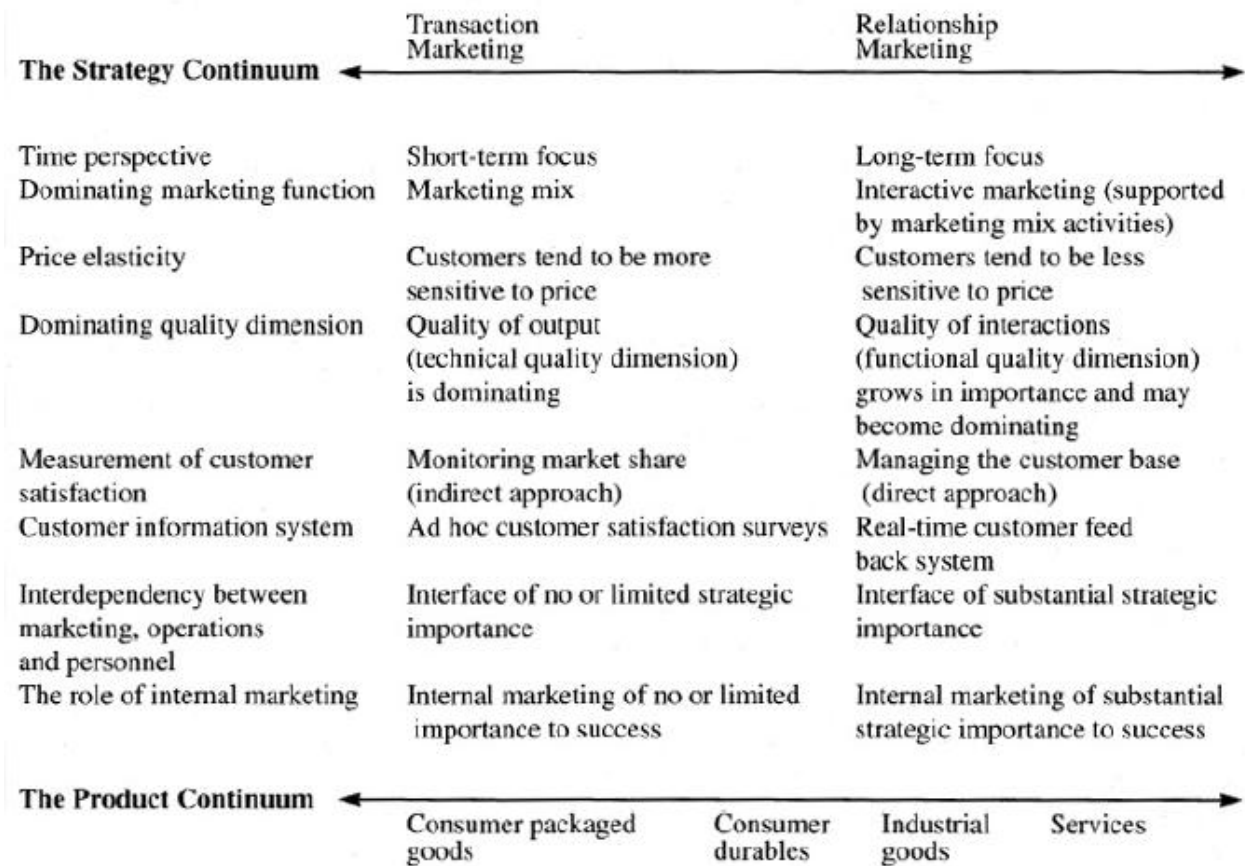 Transaction Marketing
Relationship Marketing
The Strategy Continuum
Time perspective
Short-term focus
Long-term focus
Dominating marketing function
Marketing mix
Interactive marketing (supported
by marketing mix activities)
Price elasticity
Customers tend to be more
sensitive to price
Customers tend to be less
sensitive to price
Dominating quality dimension
Quality of output
(technical quality dimension)
is dominating
Quality of interactions
(functional quality dimension)
grows in importance and may
become dominating
Measurement of customer
satisfaction
Monitoring market share
(indirect approach)
Managing the customer base
(direct approach)
Customer information system
Ad hoc customer satisfaction surveys
Real-time customer feed
back system
Interdependency between
marketing, operations
and personnel
Interface of no or limited strategic
importance
Interface of substantial strategic
importance
The role of internal marketing
Internal marketing of no or limited
importance to success
Internal marketing of substantial
strategic importance to success
The Product Continuum
Consumer packaged
goods
Consumer
durables
Industrial
goods
Services